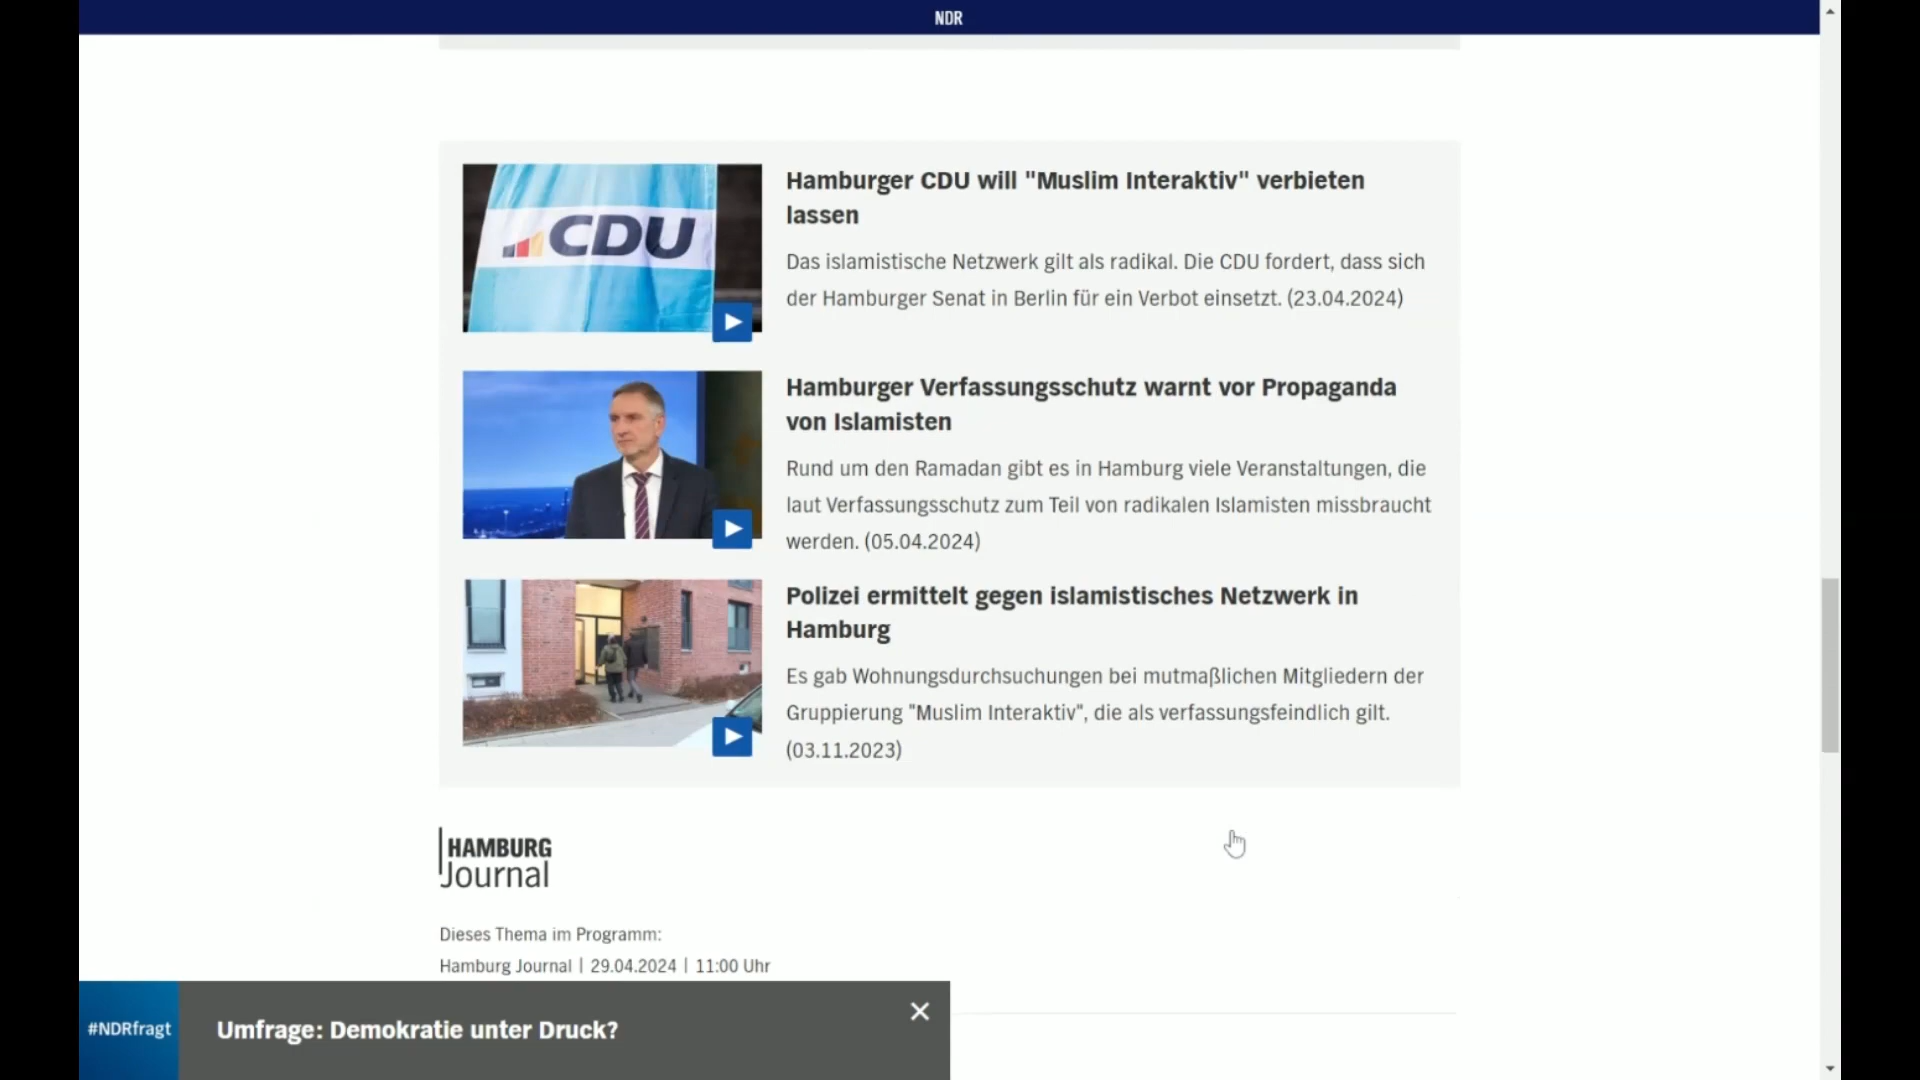 NDR
CDU
Hamburger CDU will "Muslim Interaktiv" verbieten
lassen
Das islamistische Netzwerk gilt als radikal. Die CDU fordert, dass sich
der Hamburger Senat in Berlin für ein Verbot einsetzt. (23.04.2024)
Hamburger Verfassungsschutz warnt vor Propaganda
von Islamisten
Rund um den Ramadan gibt es in Hamburg viele Veranstaltungen, die
laut Verfassungsschutz zum Teil von radikalen Islamisten missbraucht
werden. (05.04.2024)
Polizei ermittelt gegen islamistisches Netzwerk in
Hamburg
Es gab Wohnungsdurchsuchungen bei mutmaßlichen Mitgliedern der
Gruppierung "Muslim Interaktiv", die als verfassungsfeindlich gilt.
(03.11.2023)
HAMBURG
Journal
Dieses Thema im Programm:
Hamburg Journal | 29.04.2024 | 11:00 Uhr
#NDRfragt
Umfrage: Demokratie unter Druck?